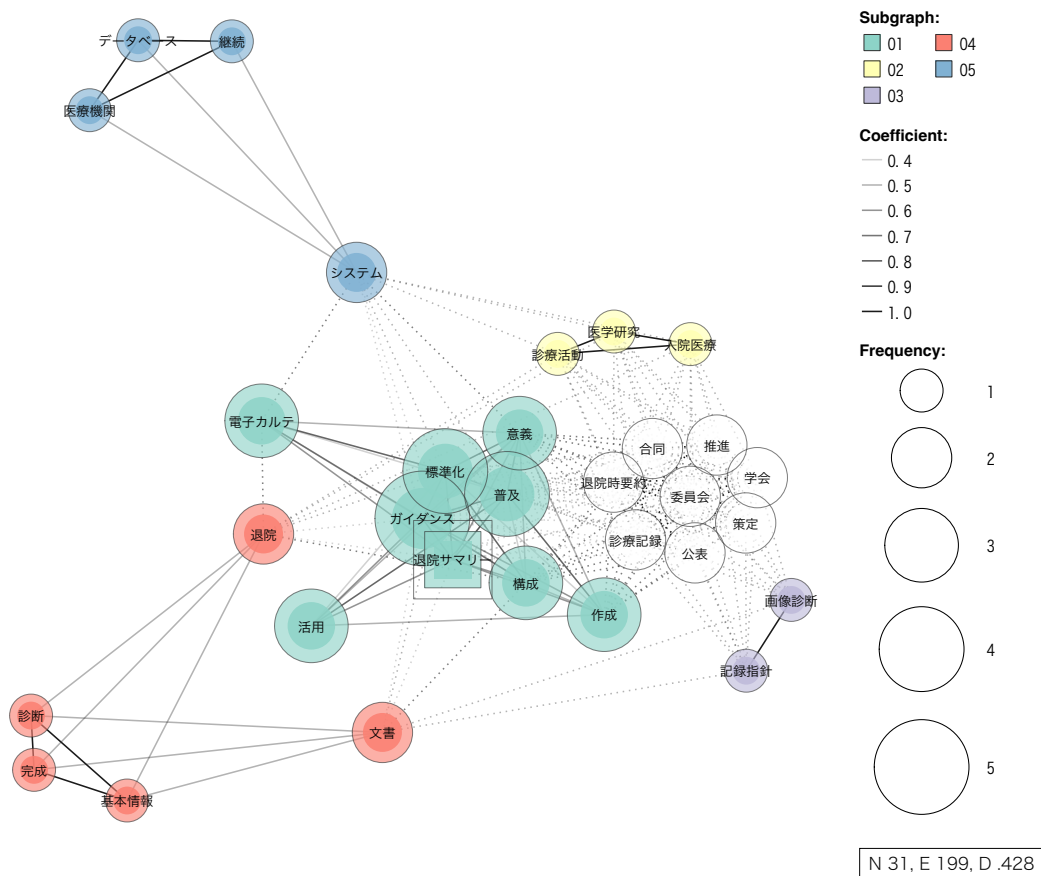 データベース
継続
医療機関
システム
医学研究
診療活動
院医療
電子カルテ
意義
標準化
普及
ガイダンス
退院サマリー
構成
作成
活用
退院
文書
診断
完成
基本情報
合同
推進
退院時要約
委員会
学会
策定
診療記録
公表
画像診断
記録指針
Subgraph:
01
04
02
05
03
Coefficient:
0.4
0.5
0.6
0.7
0.8
0.9
1.0
Frequency:
1
2
3
4
5
N 31, E 199, D .428